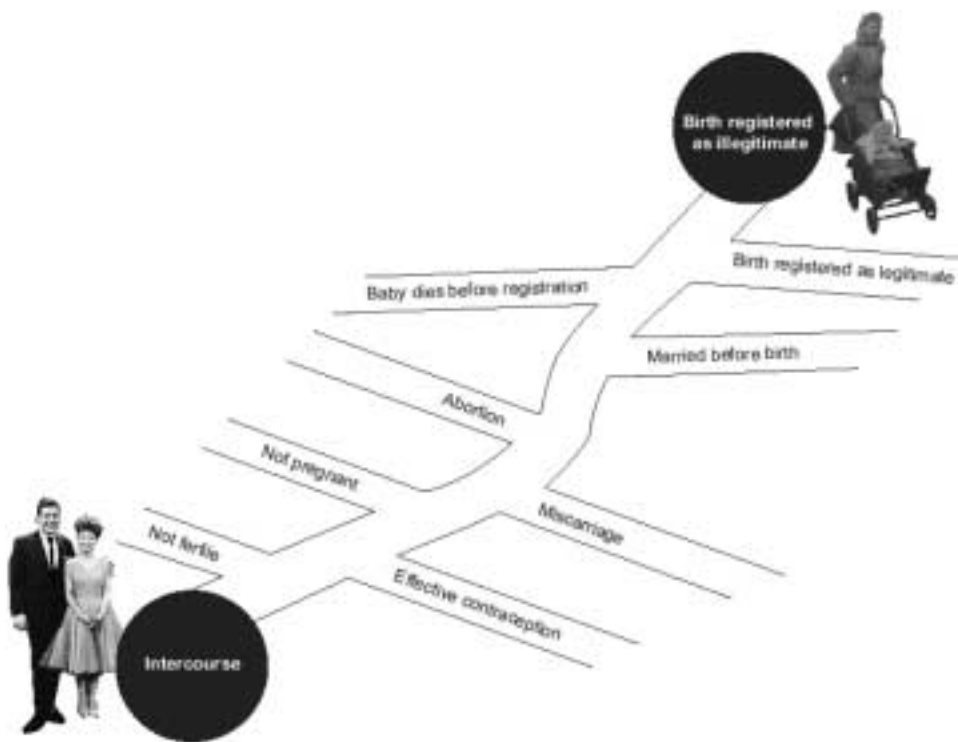 Birth registered
as illegitimate
Birth registered as legitimate
Baby dies before registration
Married before birth
Abortion
Not pregnant
Miscarriage
Not fertile
Effective contraception
Intercourse